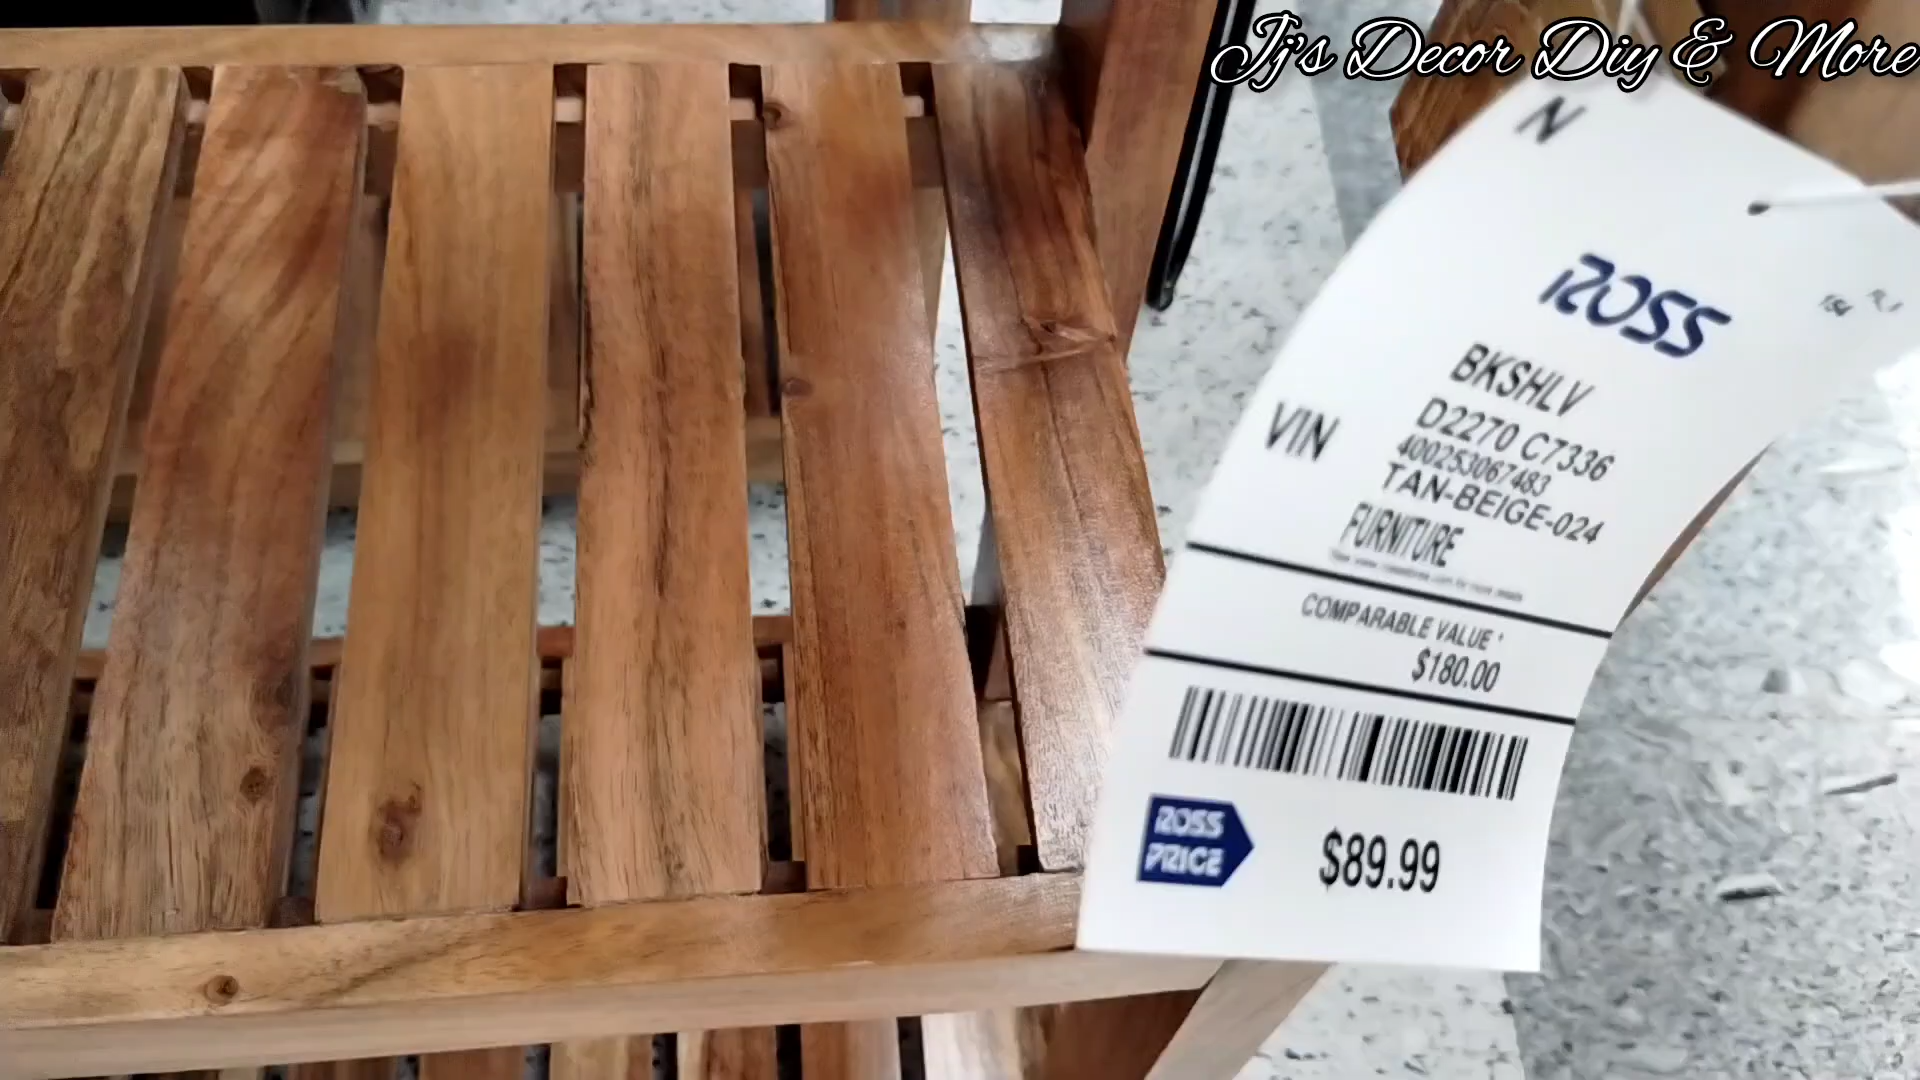 Jj's Decor Diy & More
N
ROSS
BKSHLV
D2270 C7336
VIN
400253067483
TAN-BEIGE-024
FURNITURE
COMPARABLE VALUE *
$180.00
ROSS
PRICE
$89.99